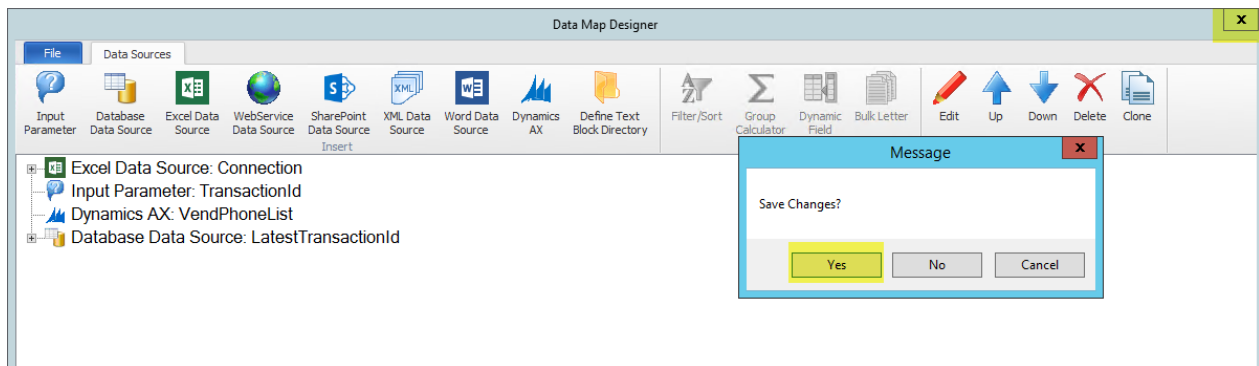 Data Map Designer
x
File Data Sources
Input Database Excel Data WebService SharePoint XML Data Word Data Dynamics Define Text Filter/Sort Group Dynamic Bulk Letter Edit Up Down Delete Clone
Parameter Data Source Source Data Source Data Source Source Source AX Block Directory Calculator Field
Insert
Message x
Excel Data Source: Connection
Input Parameter: TransactionId
Save Changes?
Dynamics AX: VendPhoneList
Database Data Source: LatestTransactionId
Yes No Cancel